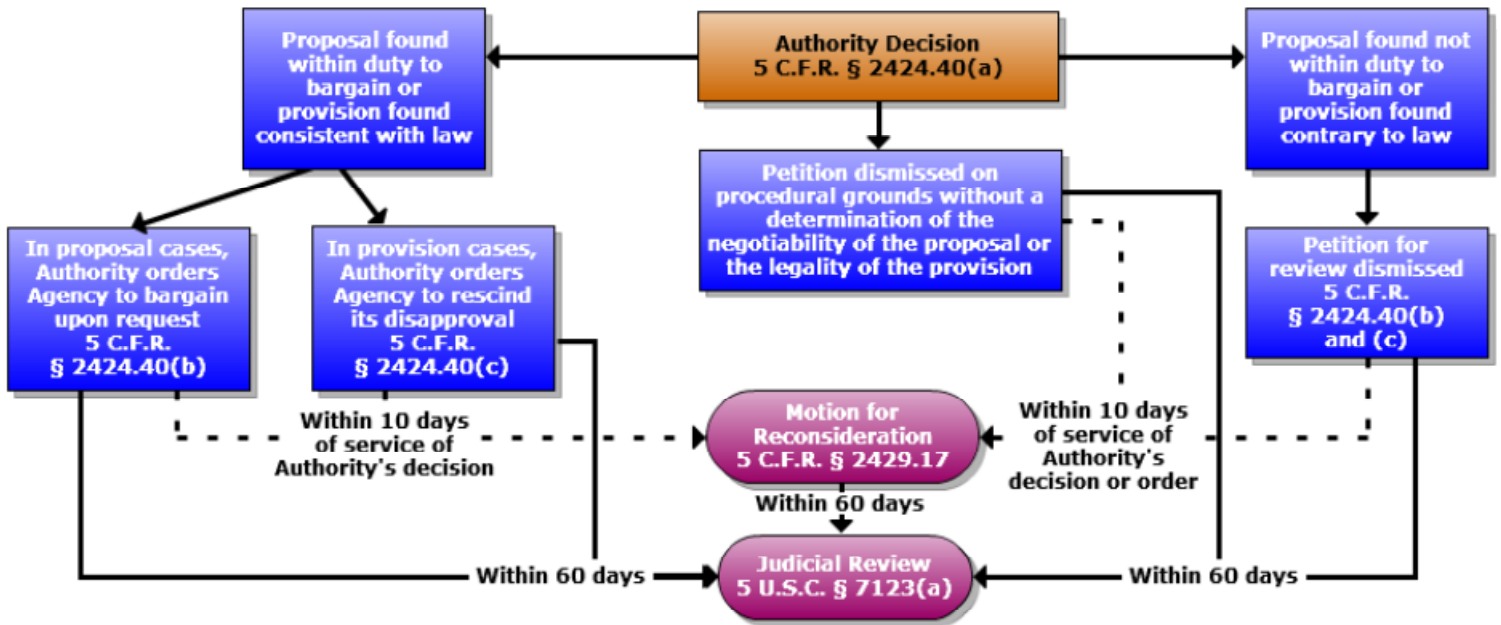 Proposal found
within duty to
bargain or
provision found
consistent with law
Authority Decision
5 C.F.R. § 2424.40(a)
Proposal found not
within duty to
bargain or
provision found
contrary to law
Petition dismissed on
procedural grounds without a
determination of the
negotiability of the proposal or
the legality of the provision
In proposal cases,
Authority orders
Agency to bargain
upon request
5 C.F.R.
§ 2424.40(b)
In provision cases,
Authority orders
Agency to rescind
its disapproval
5 C.F.R.
§ 2424.40(c)
Petition for
review dismissed
5 C.F.R.
§ 2424.40(b)
and (c)
Within 10 days
of service of
Authority's decision
Motion for
Reconsideration
5 C.F.R. § 2429.17
Within 10 days
of service of
Authority's
decision or order
Within 60 days
Within 60 days
Judicial Review
5 U.S.C. § 7123(a)
Within 60 days